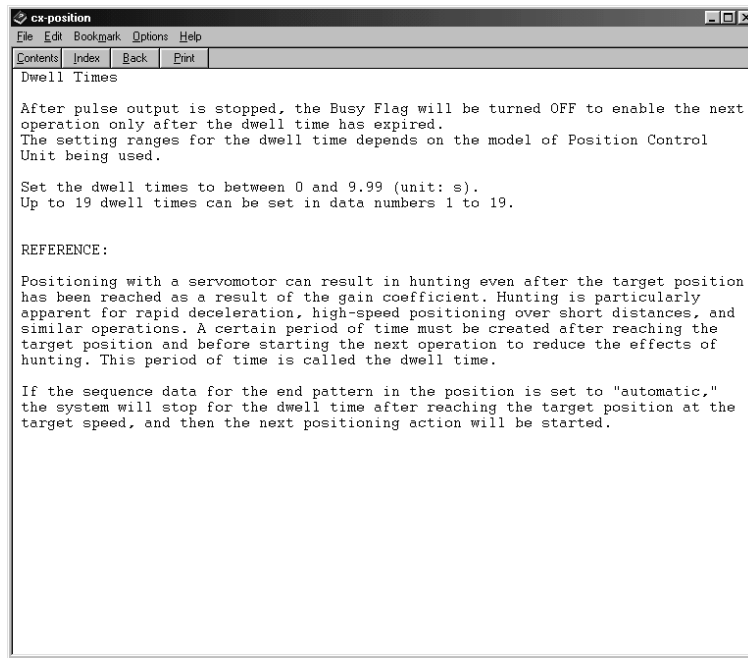 cx-position
File Edit Bookmark Options Help
Contents Index Back Print
Dwell Times
After pulse output is stopped, the Busy Flag will be turned OFF to enable the next
operation only after the dwell time has expired.
The setting ranges for the dwell time depends on the model of Position Control
Unit being used.
Set the dwell times to between 0 and 9.99 (unit: s).
Up to 19 dwell times can be set in data numbers 1 to 19.
REFERENCE:
Positioning with a servomotor can result in hunting even after the target position
has been reached as a result of the gain coefficient. Hunting is particularly
apparent for rapid deceleration, high-speed positioning over short distances, and
similar operations. A certain period of time must be created after reaching the
target position and before starting the next operation to reduce the effects of
hunting. This period of time is called the dwell time.
If the sequence data for the end pattern in the position is set to "automatic,"
the system will stop for the dwell time after reaching the target position at the
target speed, and then the next positioning action will be started.